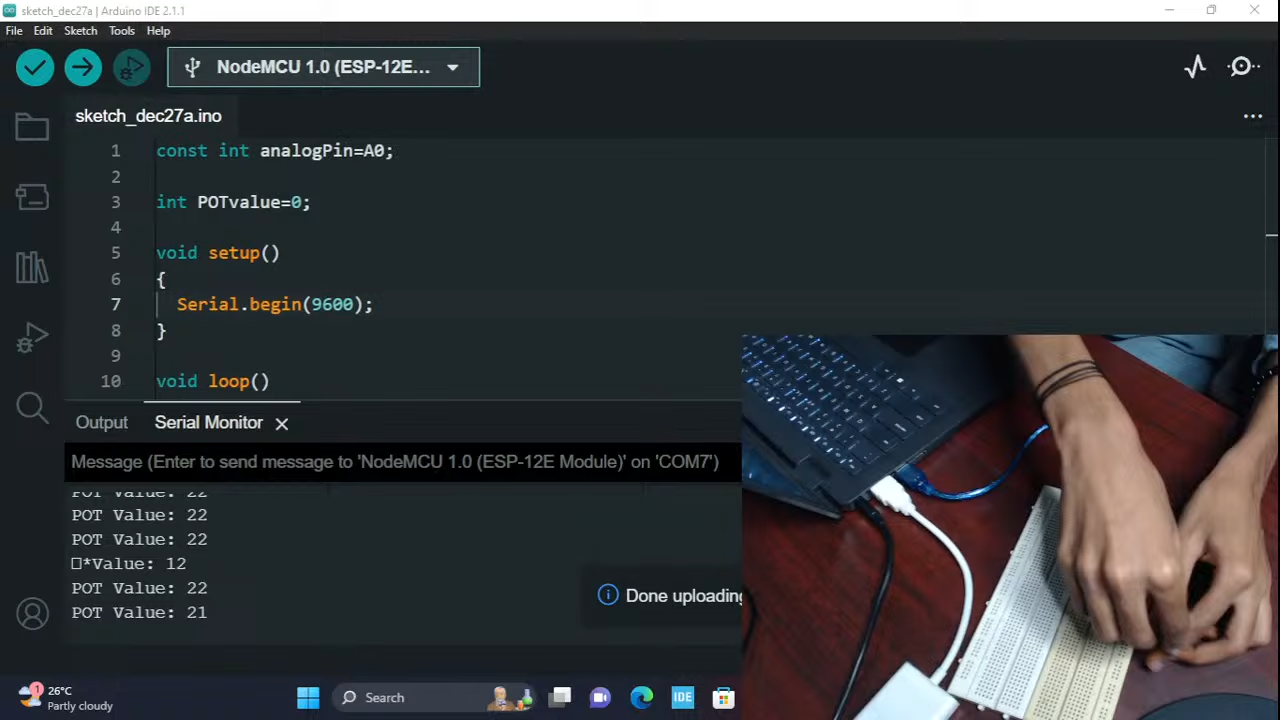 sketch_dec27a | Arduino IDE 2.1.1
File Edit Sketch Tools Help
NodeMCU 1.0 (ESP-12E...
sketch_dec27a.ino
1 const int analogPin=A0;
2
3 int POTvalue=0;
4
5 void setup()
6 {
7 Serial.begin(9600);
8 }
9
10 void loop()
Output Serial Monitor
Message (Enter to send message to 'NodeMCU 1.0 (ESP-12E Module)' on 'COM7')
POT Value: 22
POT Value: 22
POT Value: 22
□*Value: 12
POT Value: 22
POT Value: 21
Done uploading
1
26°C
Partly cloudy
Search
IDE